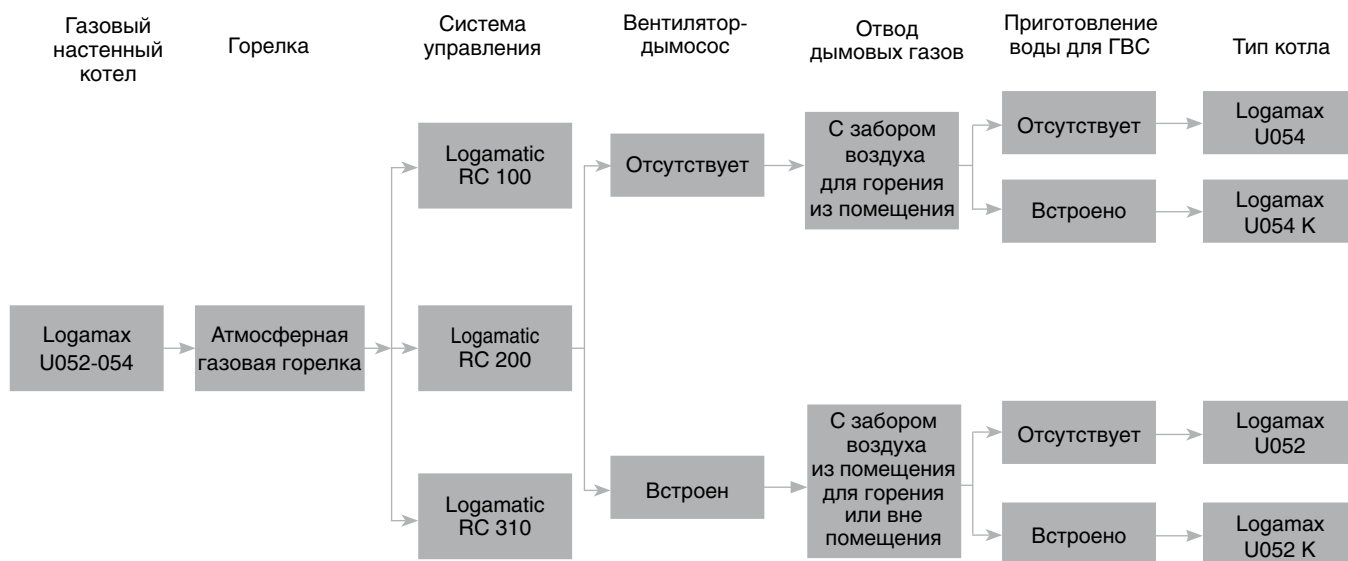 Газовый
настенный
котел
Горелка
Система
управления
Вентилятор-
дымосос
Отвод
дымовых газов
Приготовление
воды для ГВС
Тип котла
Logamax
U052-054
Атмосферная
газовая горелка
Logamatic
RC 100
Logamatic
RC 200
Logamatic
RC 310
Отсутствует
Встроен
С забором
воздуха
для горения
из помещения
С забором
воздуха
из помещения
для горения
или вне
помещения
Отсутствует
Встроено
Отсутствует
Встроено
Logamax
U054
Logamax
U054 K
Logamax
U052
Logamax
U052 K